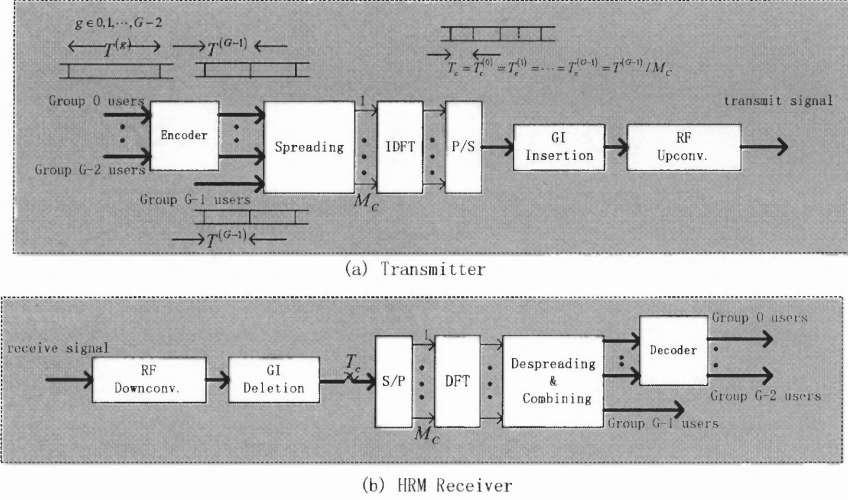 g ∈ 0,1,⋯,G−2
T^(g) T^(G-1)
T_c = T_c^(0) = T_c^(1) = ⋯ = T_c^(G-1) = T^(G-1) / M_C
Group 0 users
transmit signal
Encoder
Spreading
1
IDFT
P/S
GI
Insertion
RF
Upconv.
Group G-2 users
Group G-1 users
M_C
T^(G-1)
(a) Transmitter
receive signal
RF
Downconv.
GI
Deletion
T_c
S/P
1
M_C
DFT
Despreading
&
Combining
Decoder
Group 0 users
Group G-2 users
Group G-1 users
(b) HRM Receiver